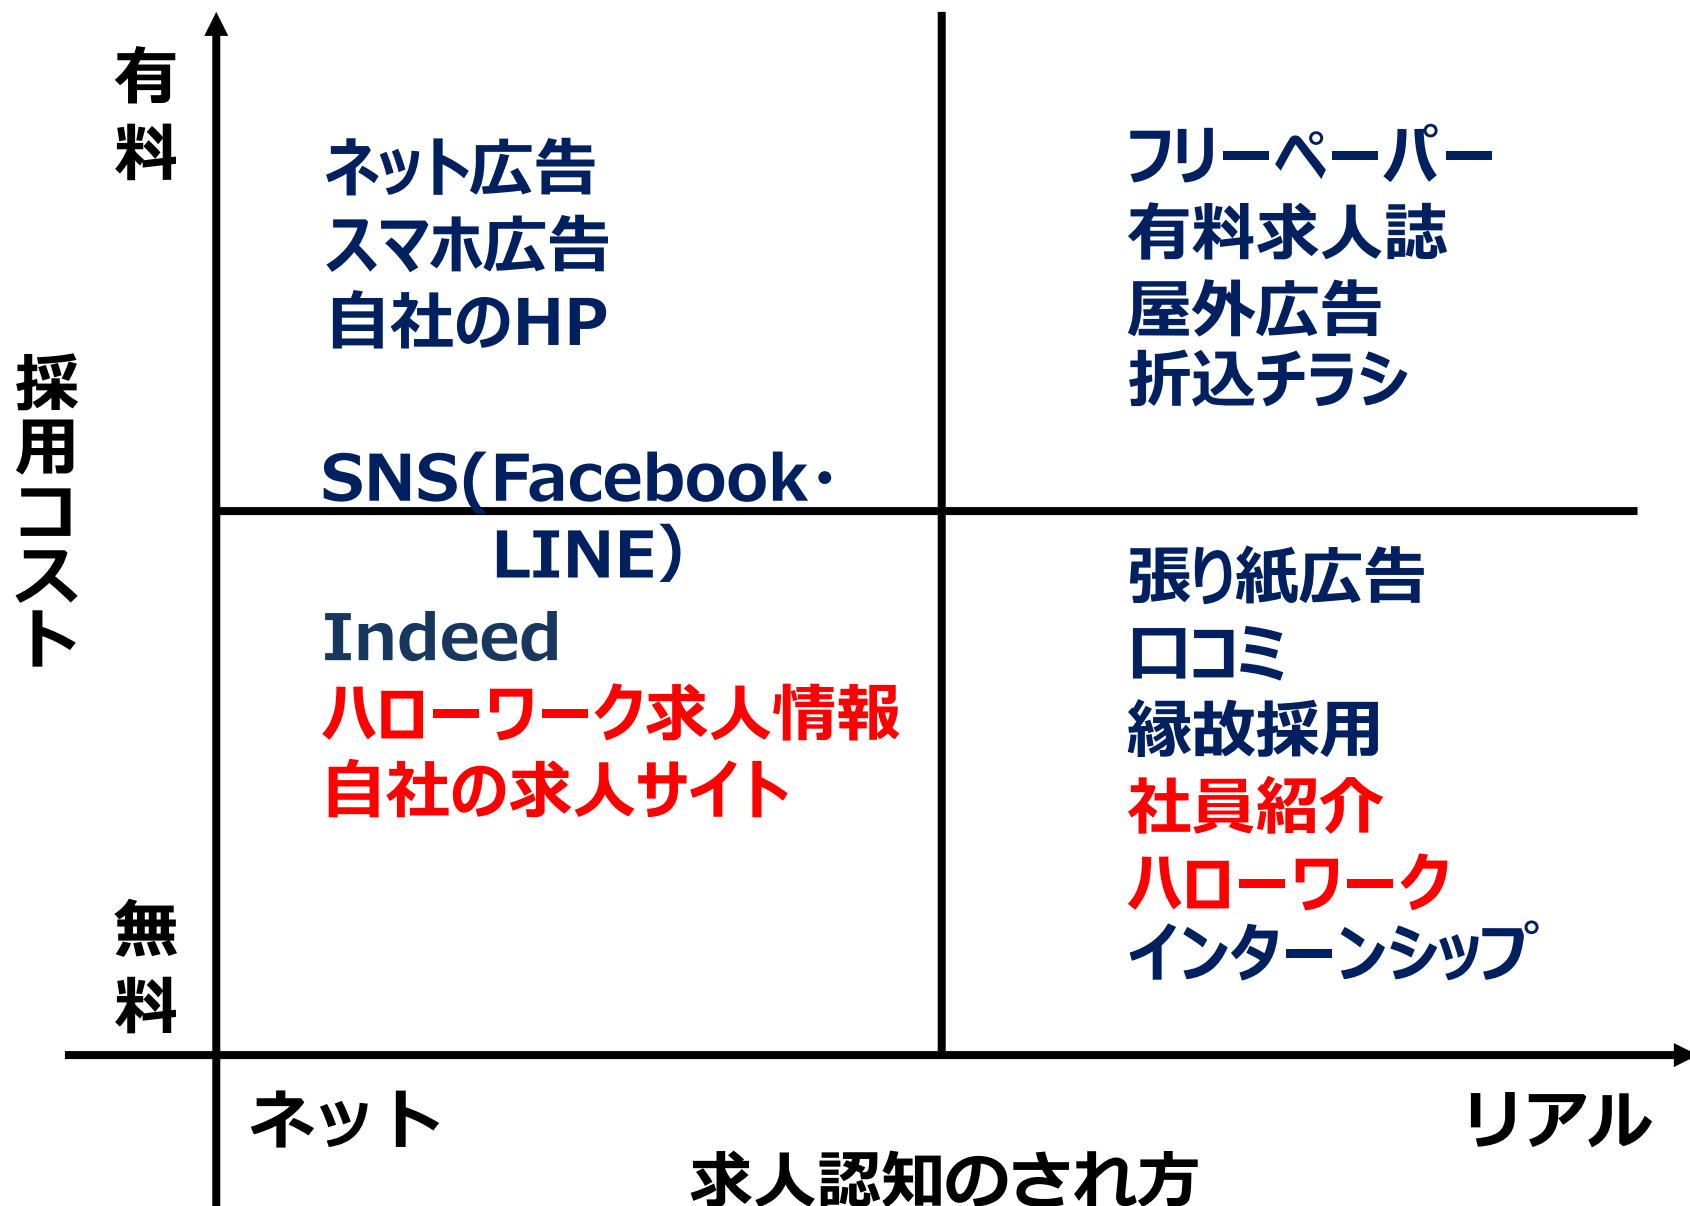 有料
ネット広告
スマホ広告
自社のHP
フリーペーパー
有料求人誌
屋外広告
折込チラシ
採用コスト
SNS(Facebook・
LINE）
Indeed
ハローワーク求人情報
自社の求人サイト
張り紙広告
口コミ
縁故採用
社員紹介
ハローワーク
インターンシップ
無料
ネット
リアル
求人認知のされ方